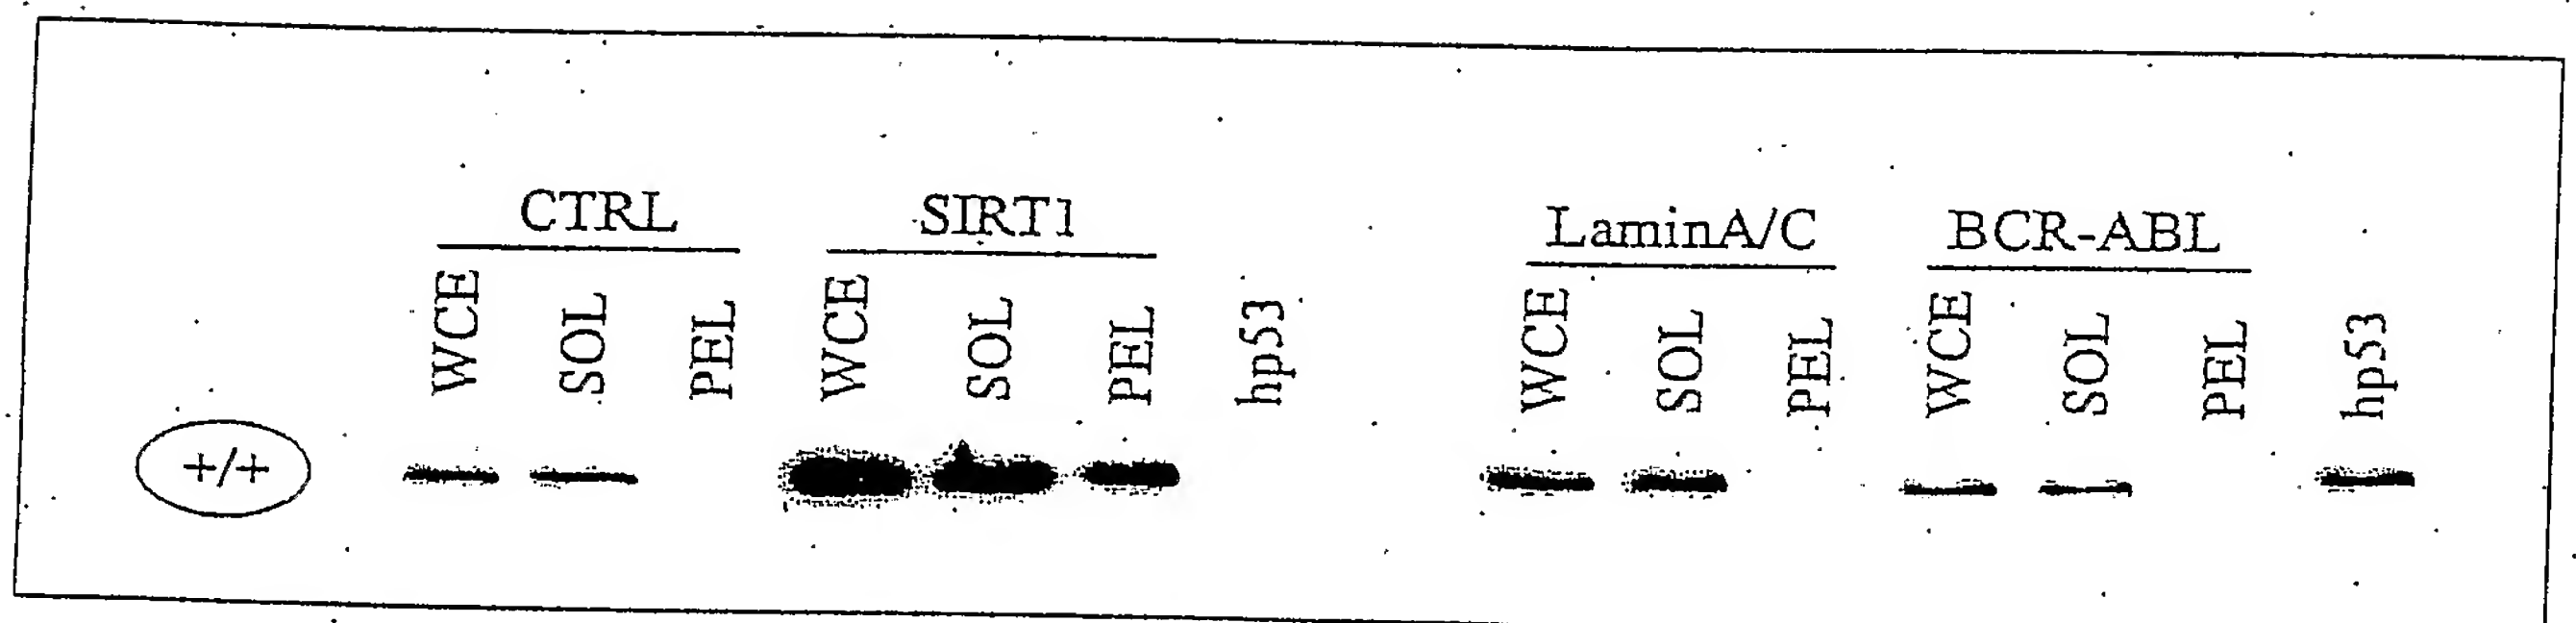 CTRL SIRT1 LaminA/C BCR-ABL
WCE SOL PEL WCE SOL PEL hp53 WCE SOL PEL WCE SOL PEL hp53
+/+